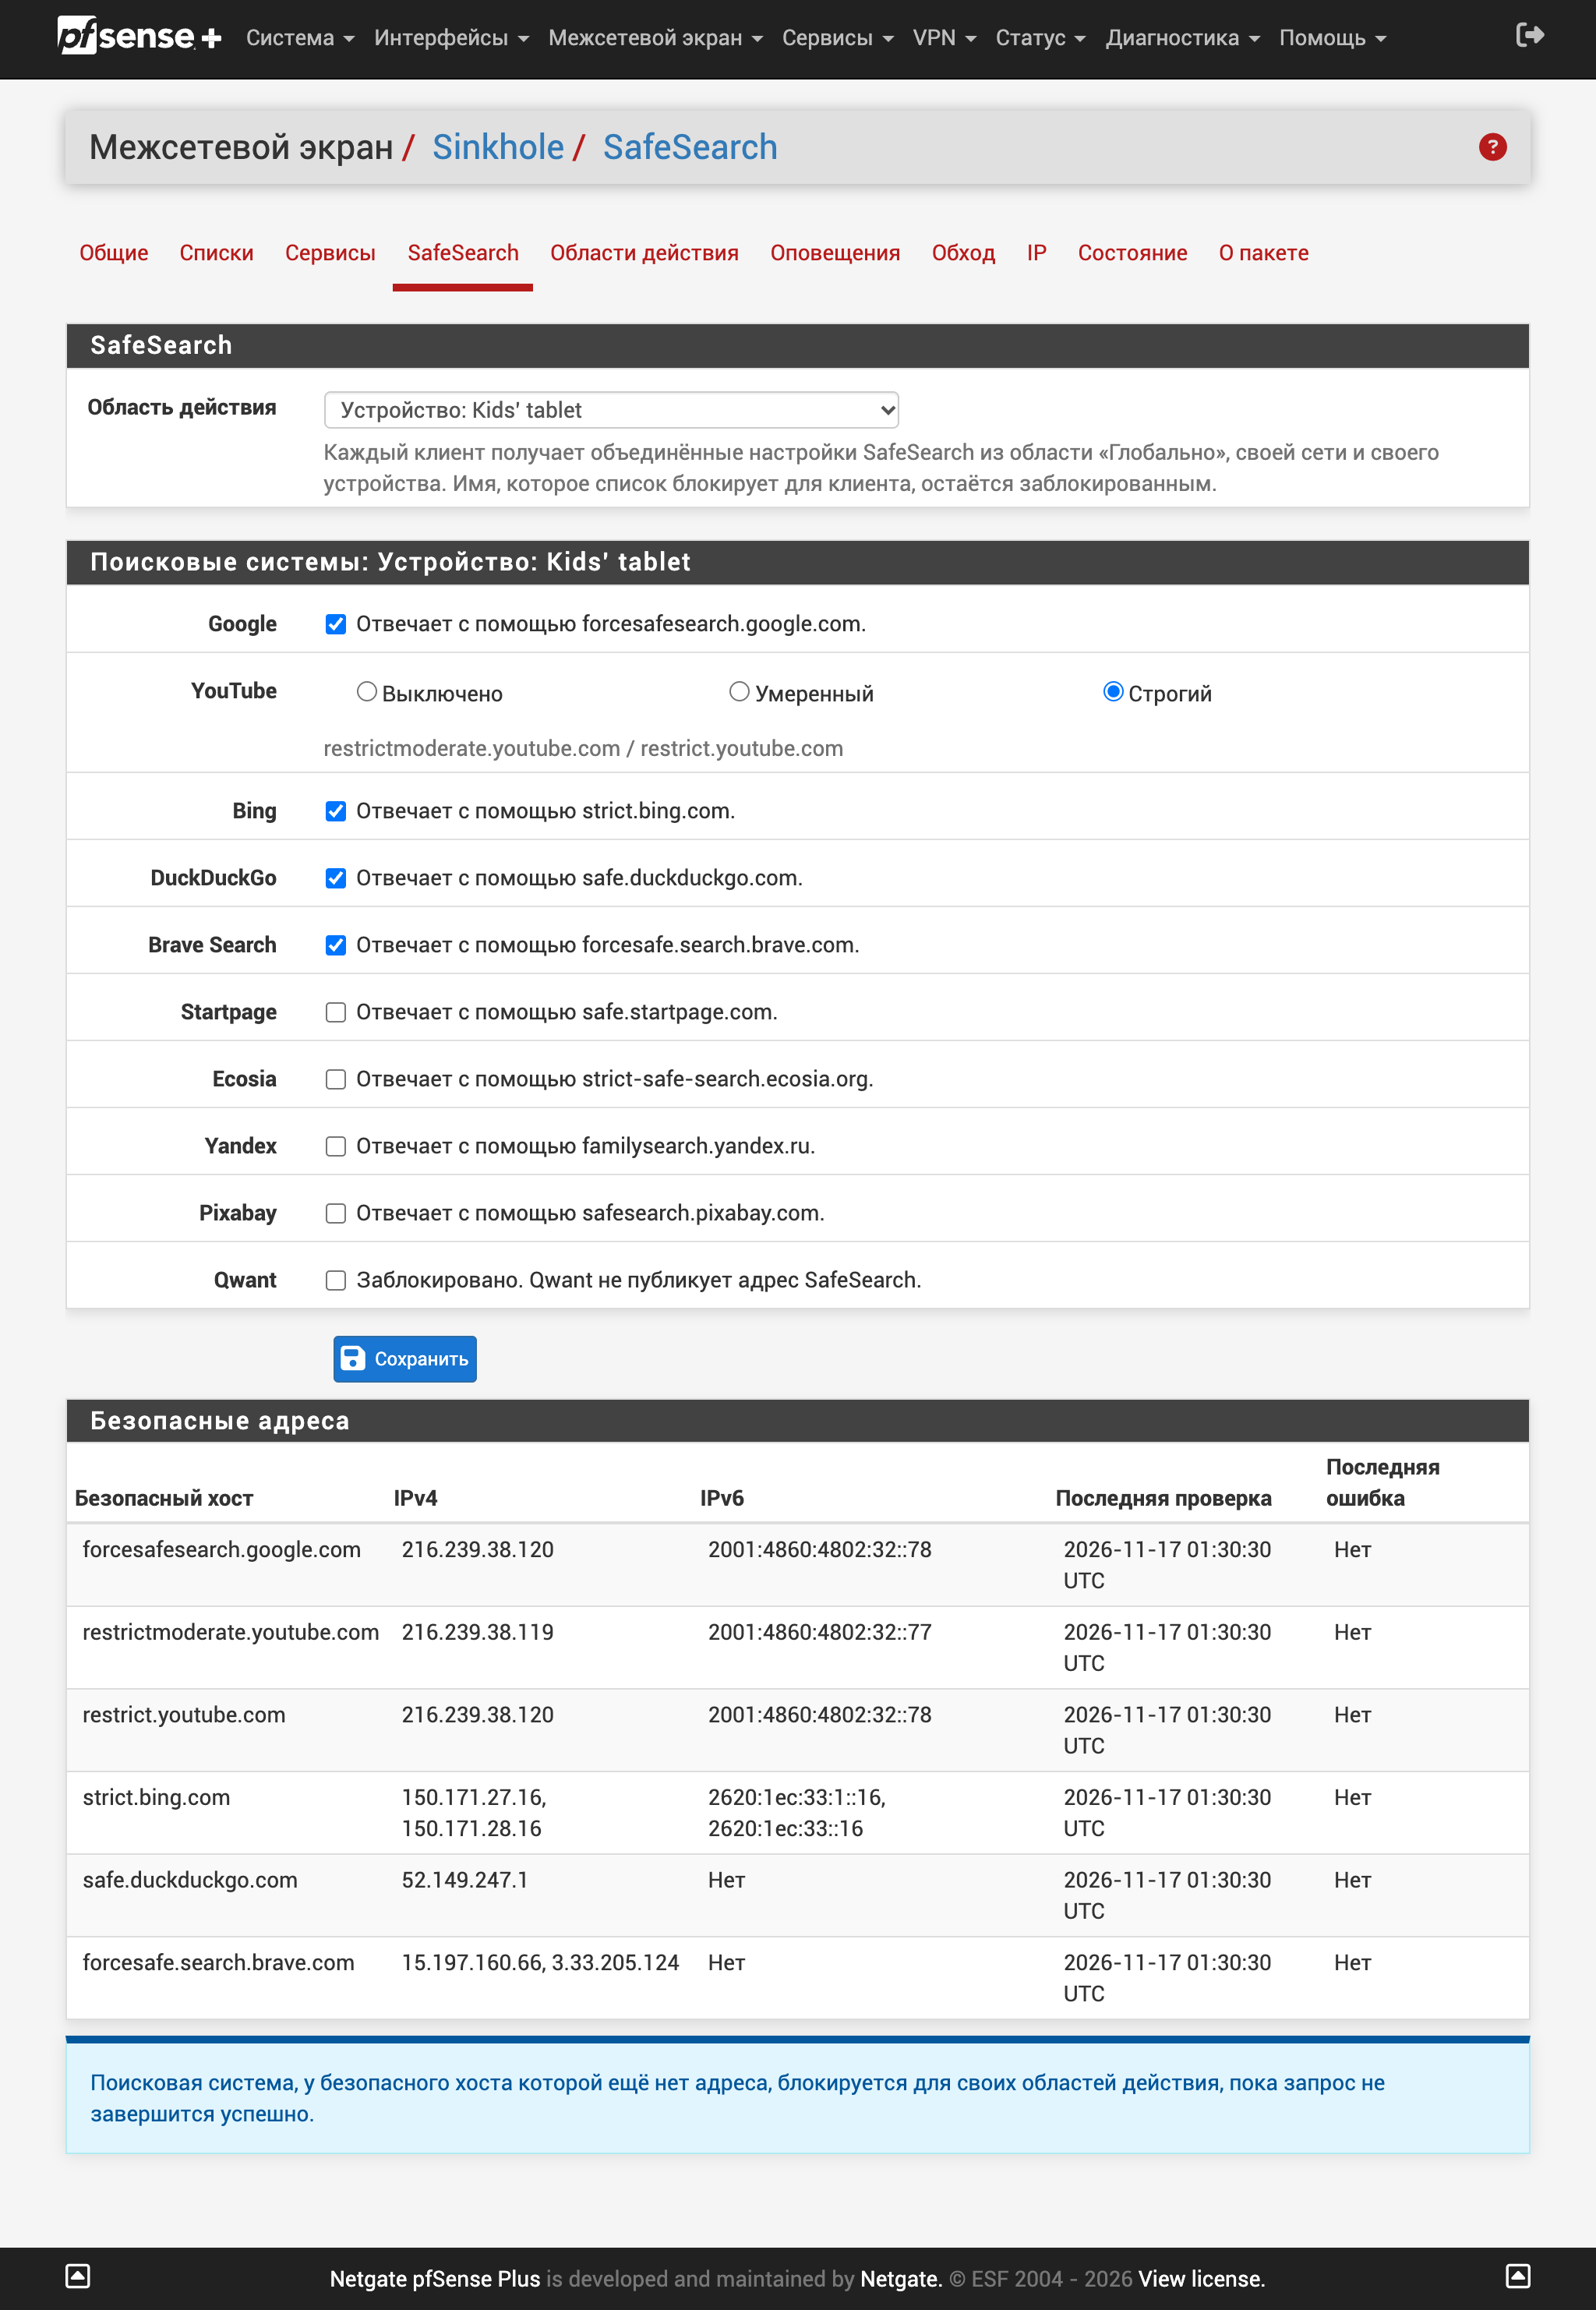 pfsense +
Система Интерфейсы Межсетевой экран Сервисы VPN Статус Диагностика Помощь
Межсетевой экран / Sinkhole / SafeSearch
?
Общие Списки Сервисы SafeSearch Области действия Оповещения Обход IP Состояние О пакете
SafeSearch
Область действия
Устройство: Kids' tablet
Каждый клиент получает объединённые настройки SafeSearch из области «Глобально», своей сети и своего
устройства. Имя, которое список блокирует для клиента, остаётся заблокированным.
Поисковые системы: Устройство: Kids' tablet
Google Отвечает с помощью forcesafesearch.google.com.
YouTube Выключено Умеренный Строгий
restrictmoderate.youtube.com / restrict.youtube.com
Bing Отвечает с помощью strict.bing.com.
DuckDuckGo Отвечает с помощью safe.duckduckgo.com.
Brave Search Отвечает с помощью forcesafe.search.brave.com.
Startpage Отвечает с помощью safe.startpage.com.
Ecosia Отвечает с помощью strict-safe-search.ecosia.org.
Yandex Отвечает с помощью familysearch.yandex.ru.
Pixabay Отвечает с помощью safesearch.pixabay.com.
Qwant Заблокировано. Qwant не публикует адрес SafeSearch.
Сохранить
Безопасные адреса
Безопасный хост IPv4 IPv6 Последняя проверка Последняя
ошибка
forcesafesearch.google.com 216.239.38.120 2001:4860:4802:32::78 2026-11-17 01:30:30 Нет
UTC
restrictmoderate.youtube.com 216.239.38.119 2001:4860:4802:32::77 2026-11-17 01:30:30 Нет
UTC
restrict.youtube.com 216.239.38.120 2001:4860:4802:32::78 2026-11-17 01:30:30 Нет
UTC
strict.bing.com 150.171.27.16, 2620:1ec:33:1::16, 2026-11-17 01:30:30 Нет
150.171.28.16 2620:1ec:33::16 UTC
safe.duckduckgo.com 52.149.247.1 Нет 2026-11-17 01:30:30 Нет
UTC
forcesafe.search.brave.com 15.197.160.66, 3.33.205.124 Нет 2026-11-17 01:30:30 Нет
UTC
Поисковая система, у безопасного хоста которой ещё нет адреса, блокируется для своих областей действия, пока запрос не
завершится успешно.
Netgate pfSense Plus is developed and maintained by Netgate. © ESF 2004 - 2026 View license.